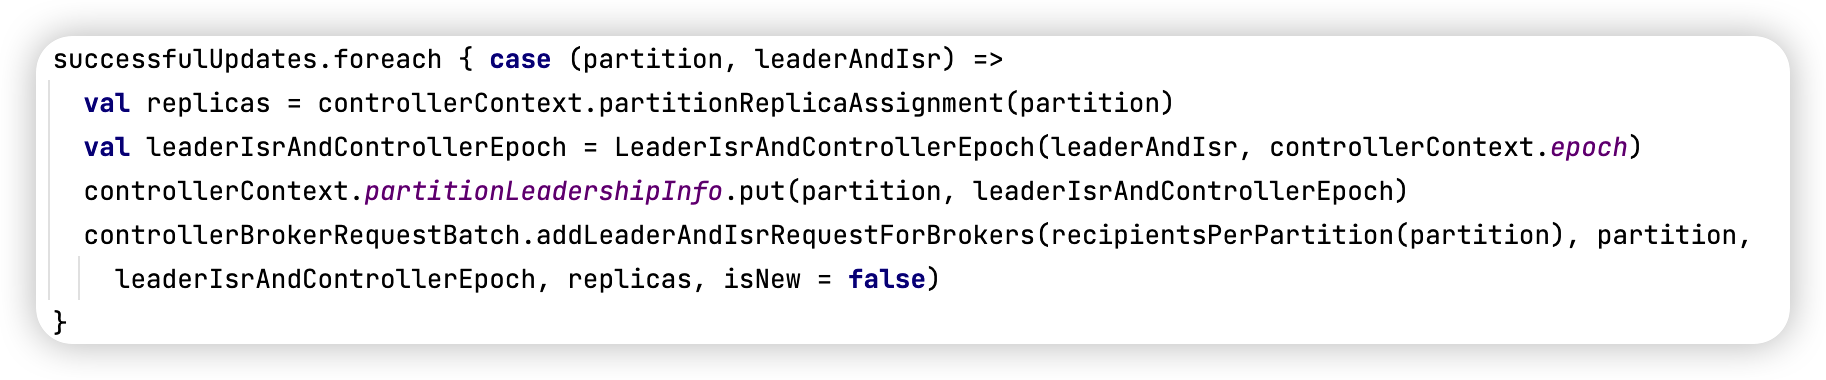 successfulUpdates.foreach { case (partition, leaderAndIsr) =>
  val replicas = controllerContext.partitionReplicaAssignment(partition)
  val leaderIsrAndControllerEpoch = LeaderIsrAndControllerEpoch(leaderAndIsr, controllerContext.epoch)
  controllerContext.partitionLeadershipInfo.put(partition, leaderIsrAndControllerEpoch)
  controllerBrokerRequestBatch.addLeaderAndIsrRequestForBrokers(recipientsPerPartition(partition), partition,
    leaderIsrAndControllerEpoch, replicas, isNew = false)
}